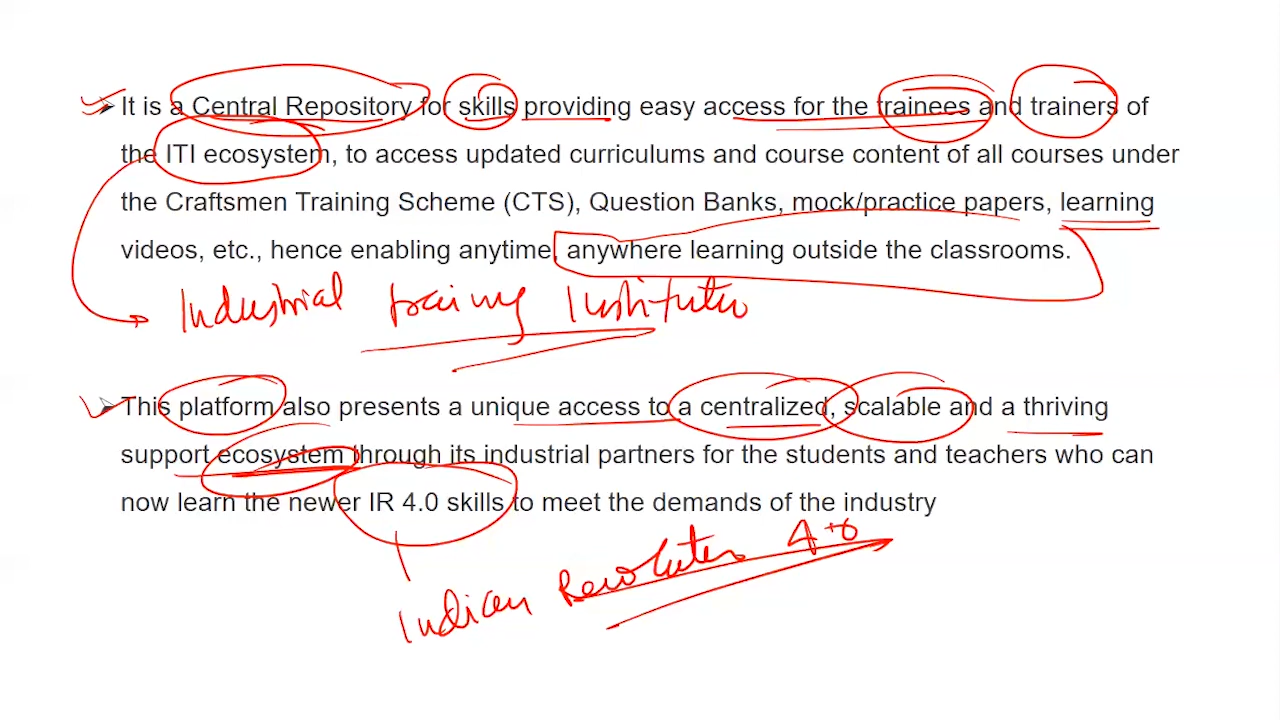 ➢ It is a Central Repository for skills providing easy access for the trainees and trainers of
the ITI ecosystem, to access updated curriculums and course content of all courses under
the Craftsmen Training Scheme (CTS), Question Banks, mock/practice papers, learning
videos, etc., hence enabling anytime, anywhere learning outside the classrooms.
Industrial training Institutes
➢ This platform also presents a unique access to a centralized, scalable and a thriving
support ecosystem through its industrial partners for the students and teachers who can
now learn the newer IR 4.0 skills to meet the demands of the industry
Indian Revolution 4.0